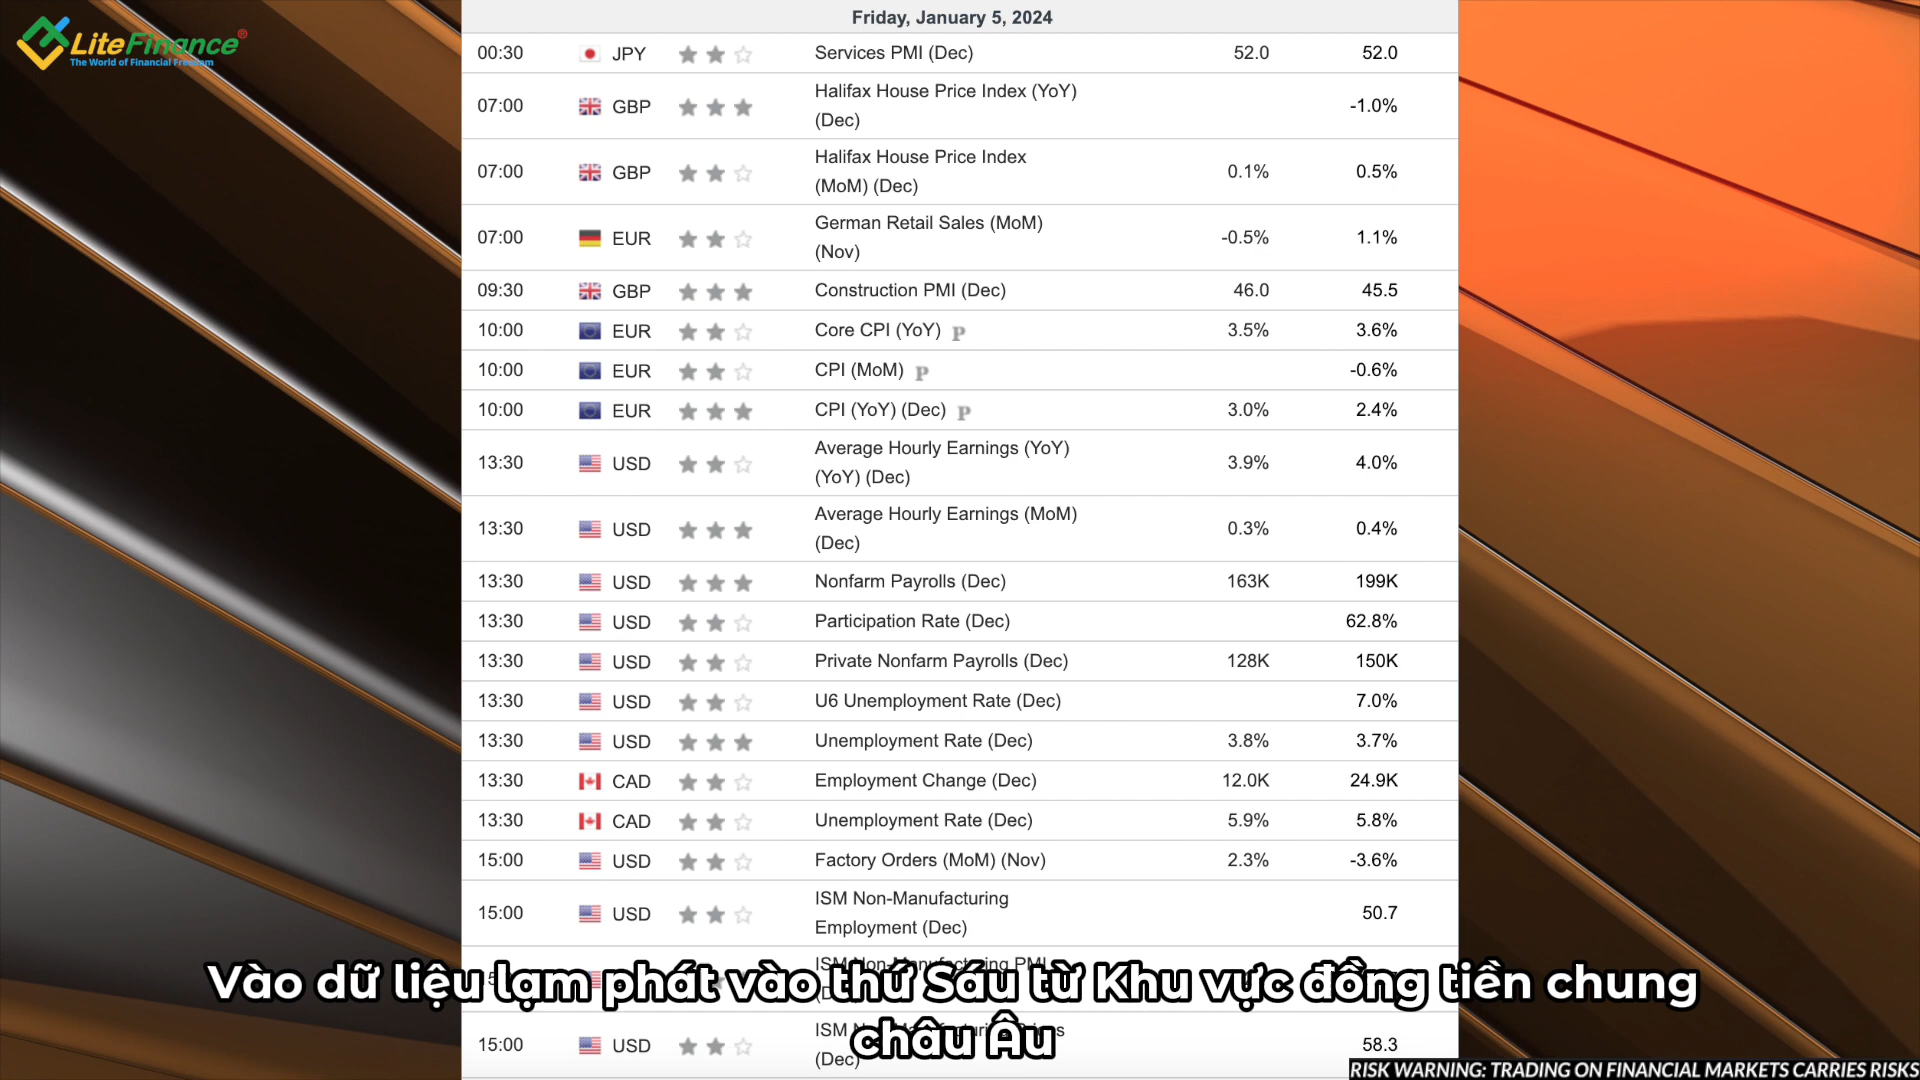 LiteFinance®
The World of Financial Freedom
Friday, January 5, 2024
00:30 JPY Services PMI (Dec) 52.0 52.0
07:00 GBP Halifax House Price Index (YoY) -1.0%
(Dec)
07:00 GBP Halifax House Price Index 0.1% 0.5%
(MoM) (Dec)
07:00 EUR German Retail Sales (MoM) -0.5% 1.1%
(Nov)
09:30 GBP Construction PMI (Dec) 46.0 45.5
10:00 EUR Core CPI (YoY) P 3.5% 3.6%
10:00 EUR CPI (MoM) P -0.6%
10:00 EUR CPI (YoY) (Dec) P 3.0% 2.4%
13:30 USD Average Hourly Earnings (YoY) 3.9% 4.0%
(YoY) (Dec)
13:30 USD Average Hourly Earnings (MoM) 0.3% 0.4%
(Dec)
13:30 USD Nonfarm Payrolls (Dec) 163K 199K
13:30 USD Participation Rate (Dec) 62.8%
13:30 USD Private Nonfarm Payrolls (Dec) 128K 150K
13:30 USD U6 Unemployment Rate (Dec) 7.0%
13:30 USD Unemployment Rate (Dec) 3.8% 3.7%
13:30 CAD Employment Change (Dec) 12.0K 24.9K
13:30 CAD Unemployment Rate (Dec) 5.9% 5.8%
15:00 USD Factory Orders (MoM) (Nov) 2.3% -3.6%
15:00 USD ISM Non-Manufacturing 50.7
Employment (Dec)
ISM Non-Manufacturing PMI
Vào dữ liệu lạm phát vào thứ Sáu từ Khu vực đồng tiền chung
châu Âu
15:00 USD ISM (Dec) 58.3
RISK WARNING: TRADING ON FINANCIAL MARKETS CARRIES RISKS